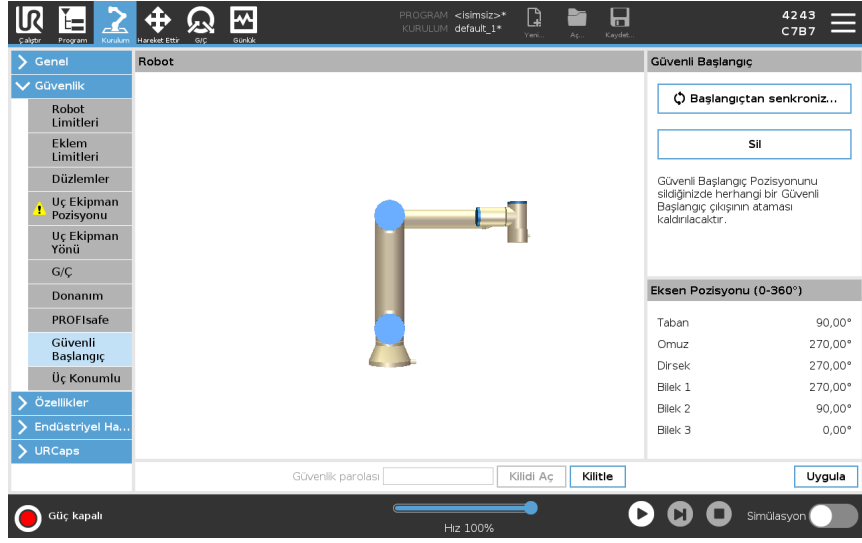 UR
PROGRAM <isimsiz>*
KURULUM default_1*
Çalıştır
Program
Kurulum
Hareket Ettir
G/Ç
Günlük
Yeni...
Aç...
Kaydet...
4243
C7B7
Genel
Güvenlik
Robot
Limitleri
Eklem
Limitleri
Düzlemler
Uç Ekipman
Pozisyonu
Uç Ekipman
Yönü
G/Ç
Donanım
PROFIsafe
Güvenli
Başlangıç
Üç Konumlu
Özellikler
Endüstriyel Ha...
URCaps
Robot
Güvenli Başlangıç
Başlangıçtan senkroniz...
Sil
Güvenli Başlangıç Pozisyonunu
sildiğinizde herhangi bir Güvenli
Başlangıç çıkışının ataması
kaldırılacaktır.
Eksen Pozisyonu (0-360°)
Taban 90,00°
Omuz 270,00°
Dirsek 270,00°
Bilek 1 270,00°
Bilek 2 90,00°
Bilek 3 0,00°
Güvenlik parolası
Kilidi Aç
Kilitle
Uygula
Güç kapalı
Hız 100%
Simülasyon